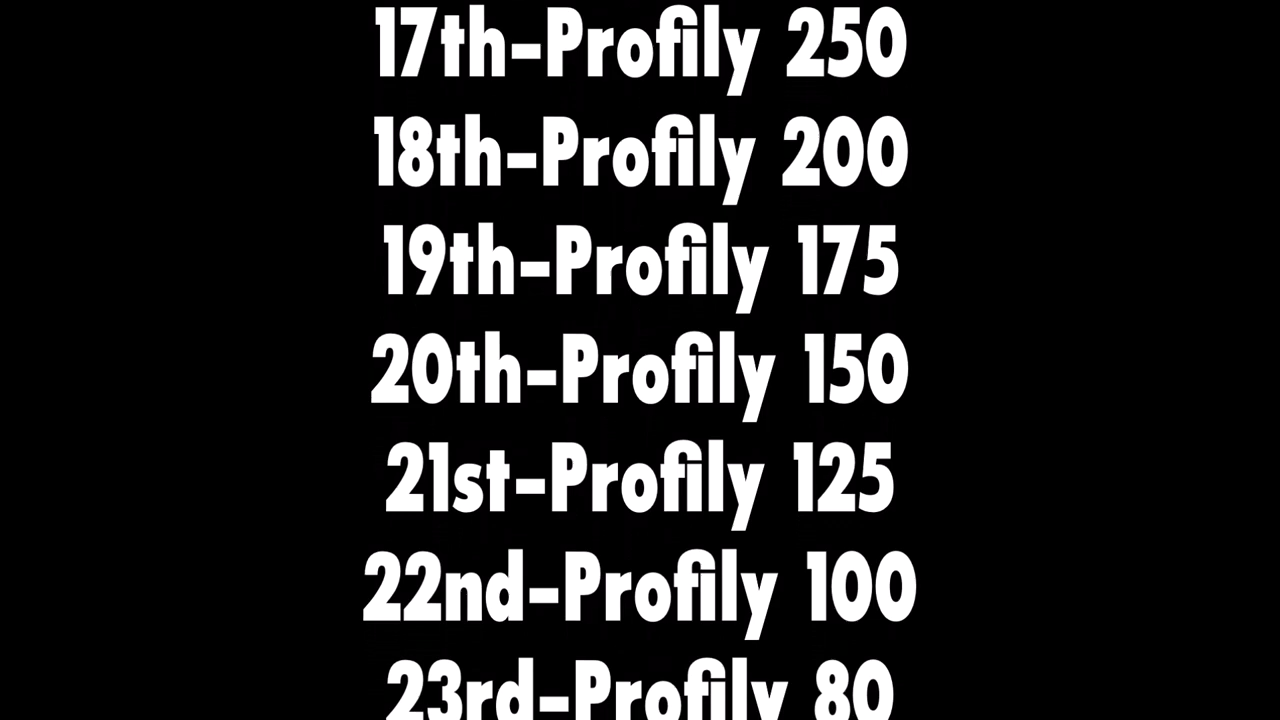 17th-Profily 250
18th-Profily 200
19th-Profily 175
20th-Profily 150
21st-Profily 125
22nd-Profily 100
23rd-Profily 80